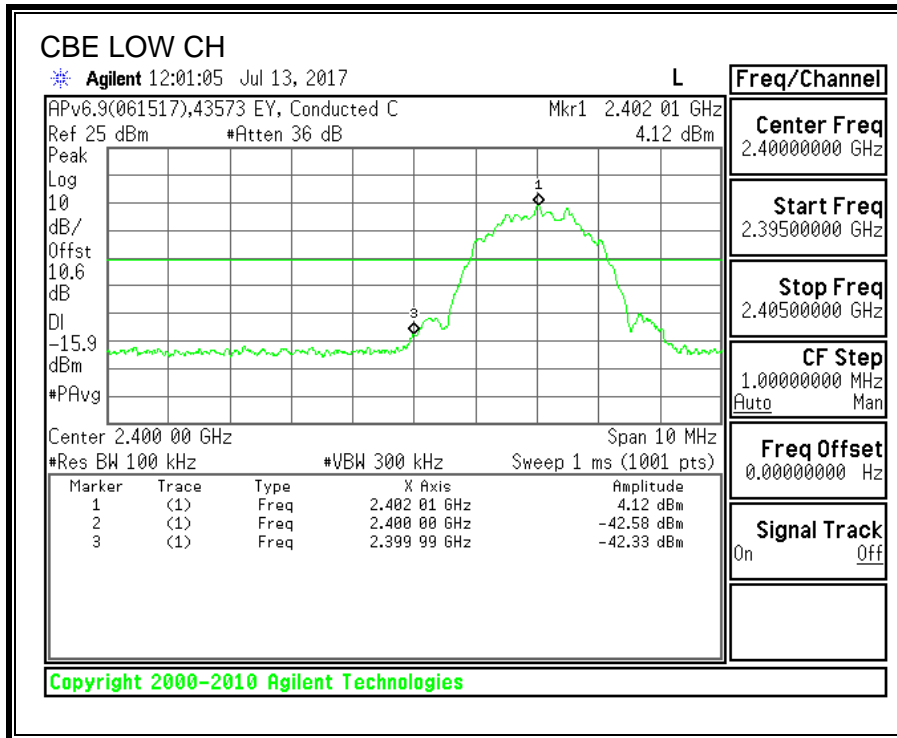 CBE LOW CH
Agilent 12:01:05 Jul 13, 2017 L
APv6.9(061517),43573 EY, Conducted C Mkr1 2.402 01 GHz
Ref 25 dBm #Atten 36 dB 4.12 dBm
Peak
Log
10
dB/
Offst
10.6
dB
DI
-15.9
dBm
#PAvg
1
3
Center 2.400 00 GHz Span 10 MHz
#Res BW 100 kHz #VBW 300 kHz Sweep 1 ms (1001 pts)
Marker Trace Type X Axis Amplitude
1 (1) Freq 2.402 01 GHz 4.12 dBm
2 (1) Freq 2.400 00 GHz -42.58 dBm
3 (1) Freq 2.399 99 GHz -42.33 dBm
Copyright 2000-2010 Agilent Technologies
Freq/Channel
Center Freq
2.40000000 GHz
Start Freq
2.39500000 GHz
Stop Freq
2.40500000 GHz
CF Step
1.00000000 MHz
Auto Man
Freq Offset
0.00000000 Hz
Signal Track
On Off